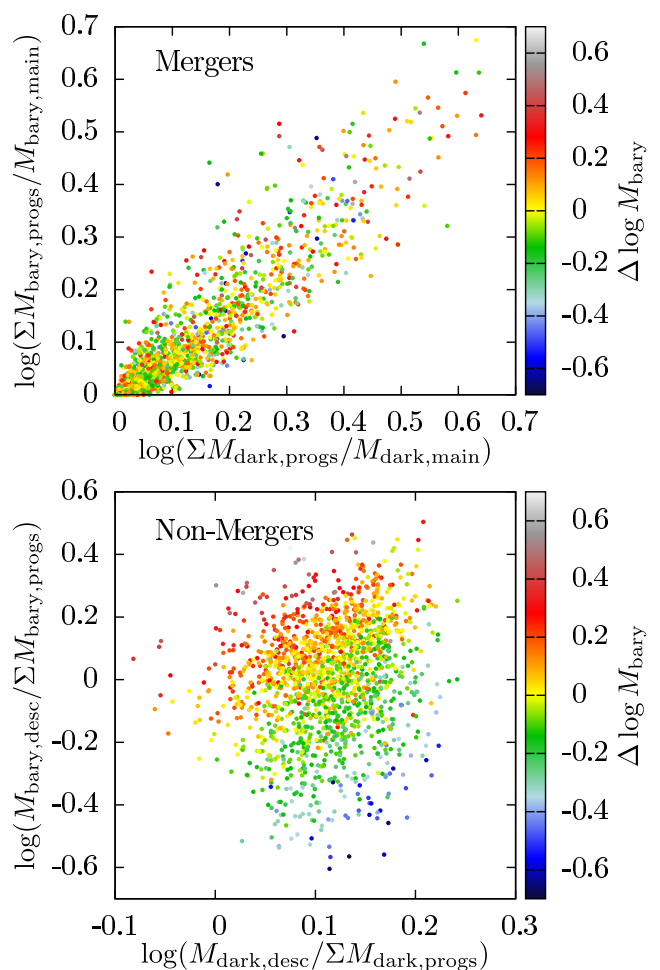 0.7
0.6
0.5
0.4
0.3
0.2
0.1
0
log(ΣM_bary,progs/M_bary,main)
Mergers
0 0.1 0.2 0.3 0.4 0.5 0.6 0.7
log(ΣM_dark,progs/M_dark,main)
0.6
0.4
0.2
0
-0.2
-0.4
-0.6
Δ log M_bary
0.6
0.4
0.2
0
-0.2
-0.4
-0.6
log(M_bary,desc/ΣM_bary,progs)
Non-Mergers
-0.1 0 0.1 0.2 0.3
log(M_dark,desc/ΣM_dark,progs)
0.6
0.4
0.2
0
-0.2
-0.4
-0.6
Δ log M_bary